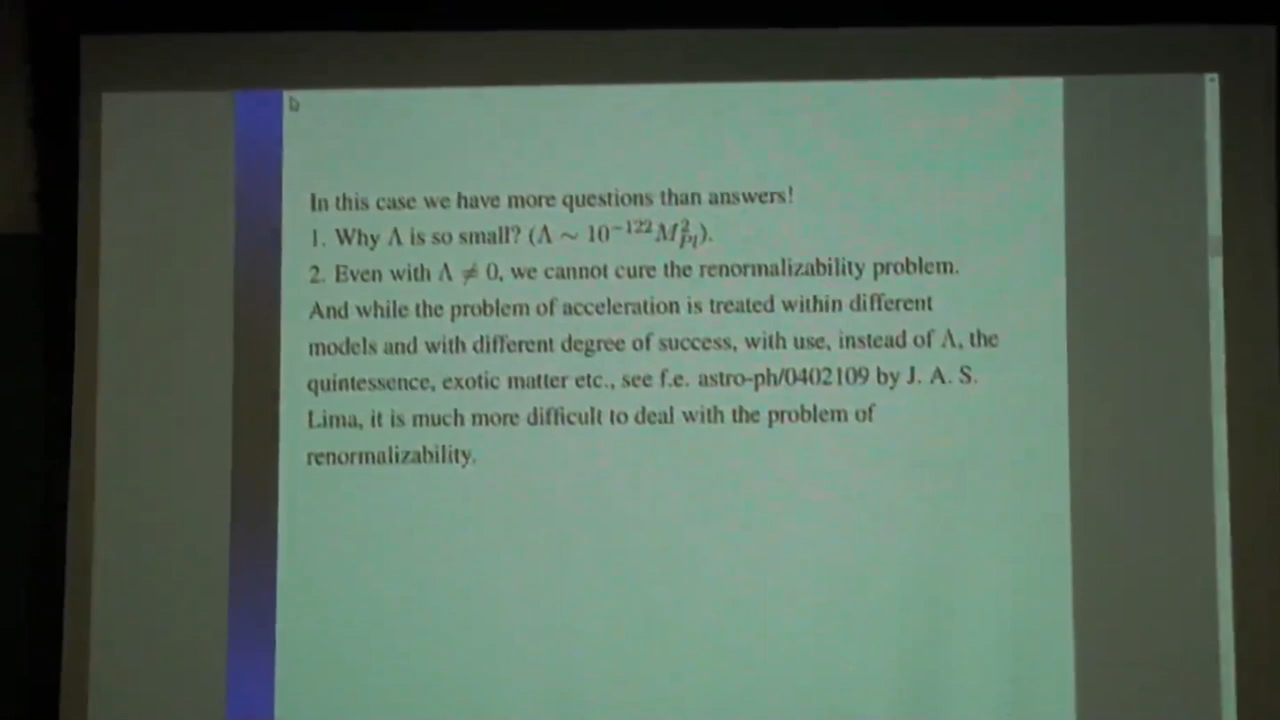 In this case we have more questions than answers!
1. Why Λ is so small? (Λ ∼ 10⁻¹²²M²_Pl).
2. Even with Λ ≠ 0, we cannot cure the renormalizability problem.
And while the problem of acceleration is treated within different
models and with different degree of success, with use, instead of Λ, the
quintessence, exotic matter etc., see f.e. astro-ph/0402109 by J. A. S.
Lima, it is much more difficult to deal with the problem of
renormalizability.